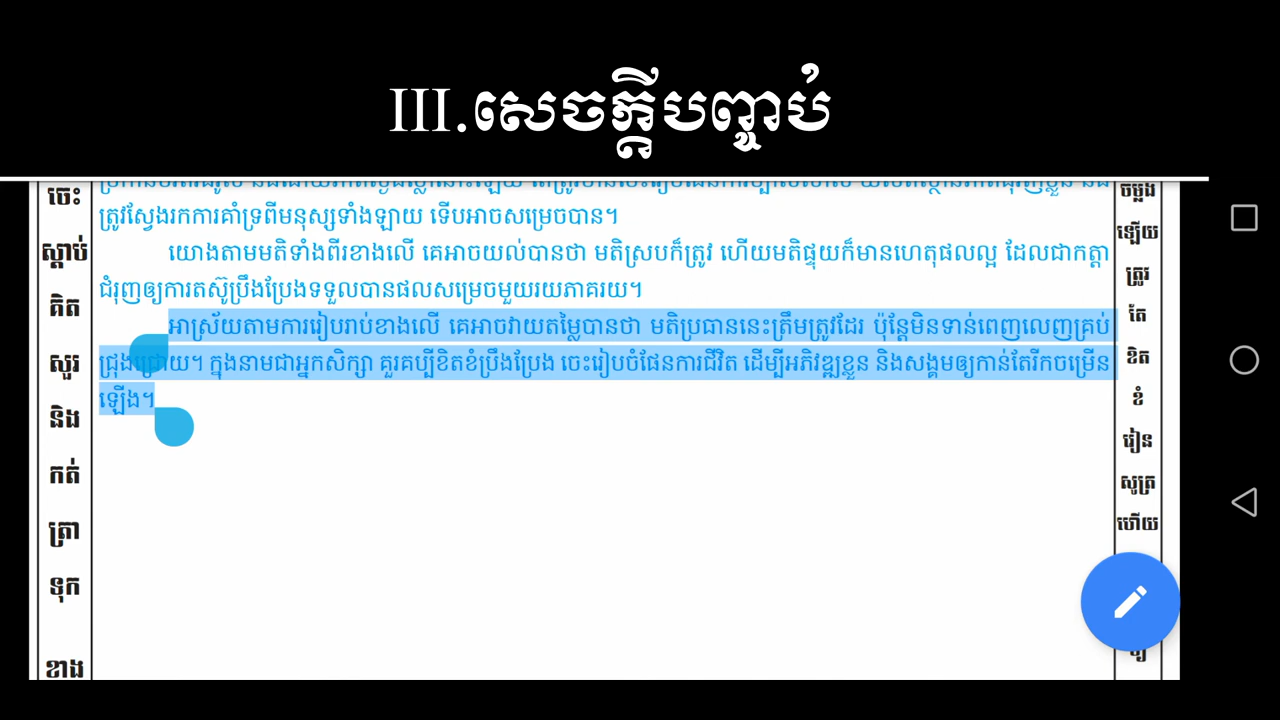 III.សេចក្តីបញ្ចប់
ត្រូវស្វែងរកការគាំទ្រពីមនុស្សទាំងឡាយ ទើបអាចសម្រេចបាន។
យោងតាមមតិទាំងពីរខាងលើ គេអាចយល់បានថា មតិស្របក៏ត្រូវ ហើយមតិផ្ទុយក៏មានហេតុផលល្អ ដែលជាកត្តា
ជំរុញឲ្យការតស៊ូប្រឹងប្រែងទទួលបានផលសម្រេចមួយរយភាគរយ។
អាស្រ័យតាមការរៀបរាប់ខាងលើ គេអាចវាយតម្លៃបានថា មតិប្រធាននេះត្រឹមត្រូវដែរ ប៉ុន្តែមិនទាន់ពេញលេញគ្រប់
ជ្រុងជ្រោយ។ ក្នុងនាមជាអ្នកសិក្សា គួរគប្បីខិតខំប្រឹងប្រែង ចេះរៀបចំផែនការជីវិត ដើម្បីអភិវឌ្ឍខ្លួន និងសង្គមឲ្យកាន់តែរីកចម្រើន
ឡើង។
ចេះ
ស្តាប់
គិត
សួរ
និង
កត់
ត្រា
ទុក
ខាង
ចម្លង
ឡើយ
ត្រូវ
តែ
ខិត
ខំ
រៀន
សូត្រ
ហើយ